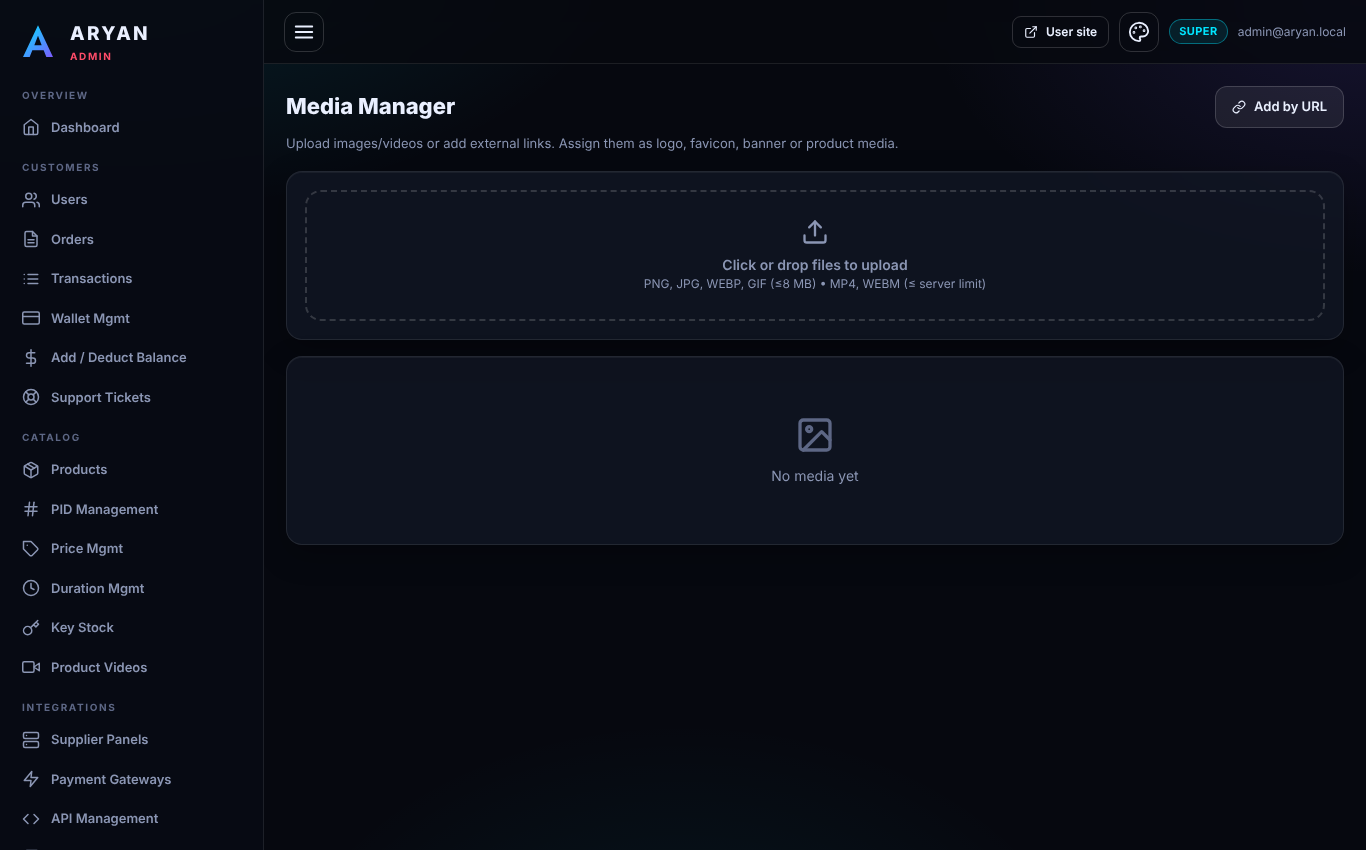 ARYAN
ADMIN
OVERVIEW
Dashboard
CUSTOMERS
Users
Orders
Transactions
Wallet Mgmt
Add / Deduct Balance
Support Tickets
CATALOG
Products
PID Management
Price Mgmt
Duration Mgmt
Key Stock
Product Videos
INTEGRATIONS
Supplier Panels
Payment Gateways
API Management
User site
SUPER
admin@aryan.local
Media Manager
Add by URL
Upload images/videos or add external links. Assign them as logo, favicon, banner or product media.
Click or drop files to upload
PNG, JPG, WEBP, GIF (≤8 MB) • MP4, WEBM (≤ server limit)
No media yet